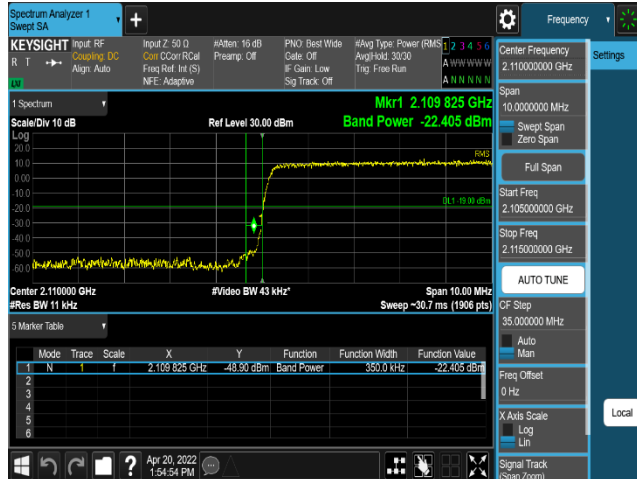 Spectrum Analyzer 1
Swept SA
Frequency
Settings
KEYSIGHT
R T
LXI
Input: RF
Coupling: DC
Align: Auto
Input Z: 50 Ω
Corr CCorr RCal
Freq Ref: Int (S)
NFE: Adaptive
#Atten: 16 dB
Preamp: Off
PNO: Best Wide
Gate: Off
IF Gain: Low
Sig Track: Off
#Avg Type: Power (RMS
Avg|Hold: 30/30
Trig: Free Run
1 2 3 4 5 6
A W W W W W
A N N N N N
1 Spectrum
Scale/Div 10 dB
Ref Level 30.00 dBm
Mkr1 2.109 825 GHz
Band Power -22.405 dBm
Log
20.0
10.0
0.00
-10.0
-20.0
-30.0
-40.0
-50.0
-60.0
RMS
DL1 -19.00 dBm
Center 2.110000 GHz
#Res BW 11 kHz
#Video BW 43 kHz*
Span 10.00 MHz
Sweep ~30.7 ms (1906 pts)
5 Marker Table
Mode Trace Scale X Y Function Function Width Function Value
1 N 1 f 2.109 825 GHz -48.90 dBm Band Power 350.0 kHz -22.405 dBm
2
3
4
5
6
Apr 20, 2022
1:54:54 PM
Center Frequency
2.110000000 GHz
Span
10.0000000 MHz
Swept Span
Zero Span
Full Span
Start Freq
2.105000000 GHz
Stop Freq
2.115000000 GHz
AUTO TUNE
CF Step
35.000000 MHz
Auto
Man
Freq Offset
0 Hz
X Axis Scale
Log
Lin
Signal Track
(Span Zoom)
Local